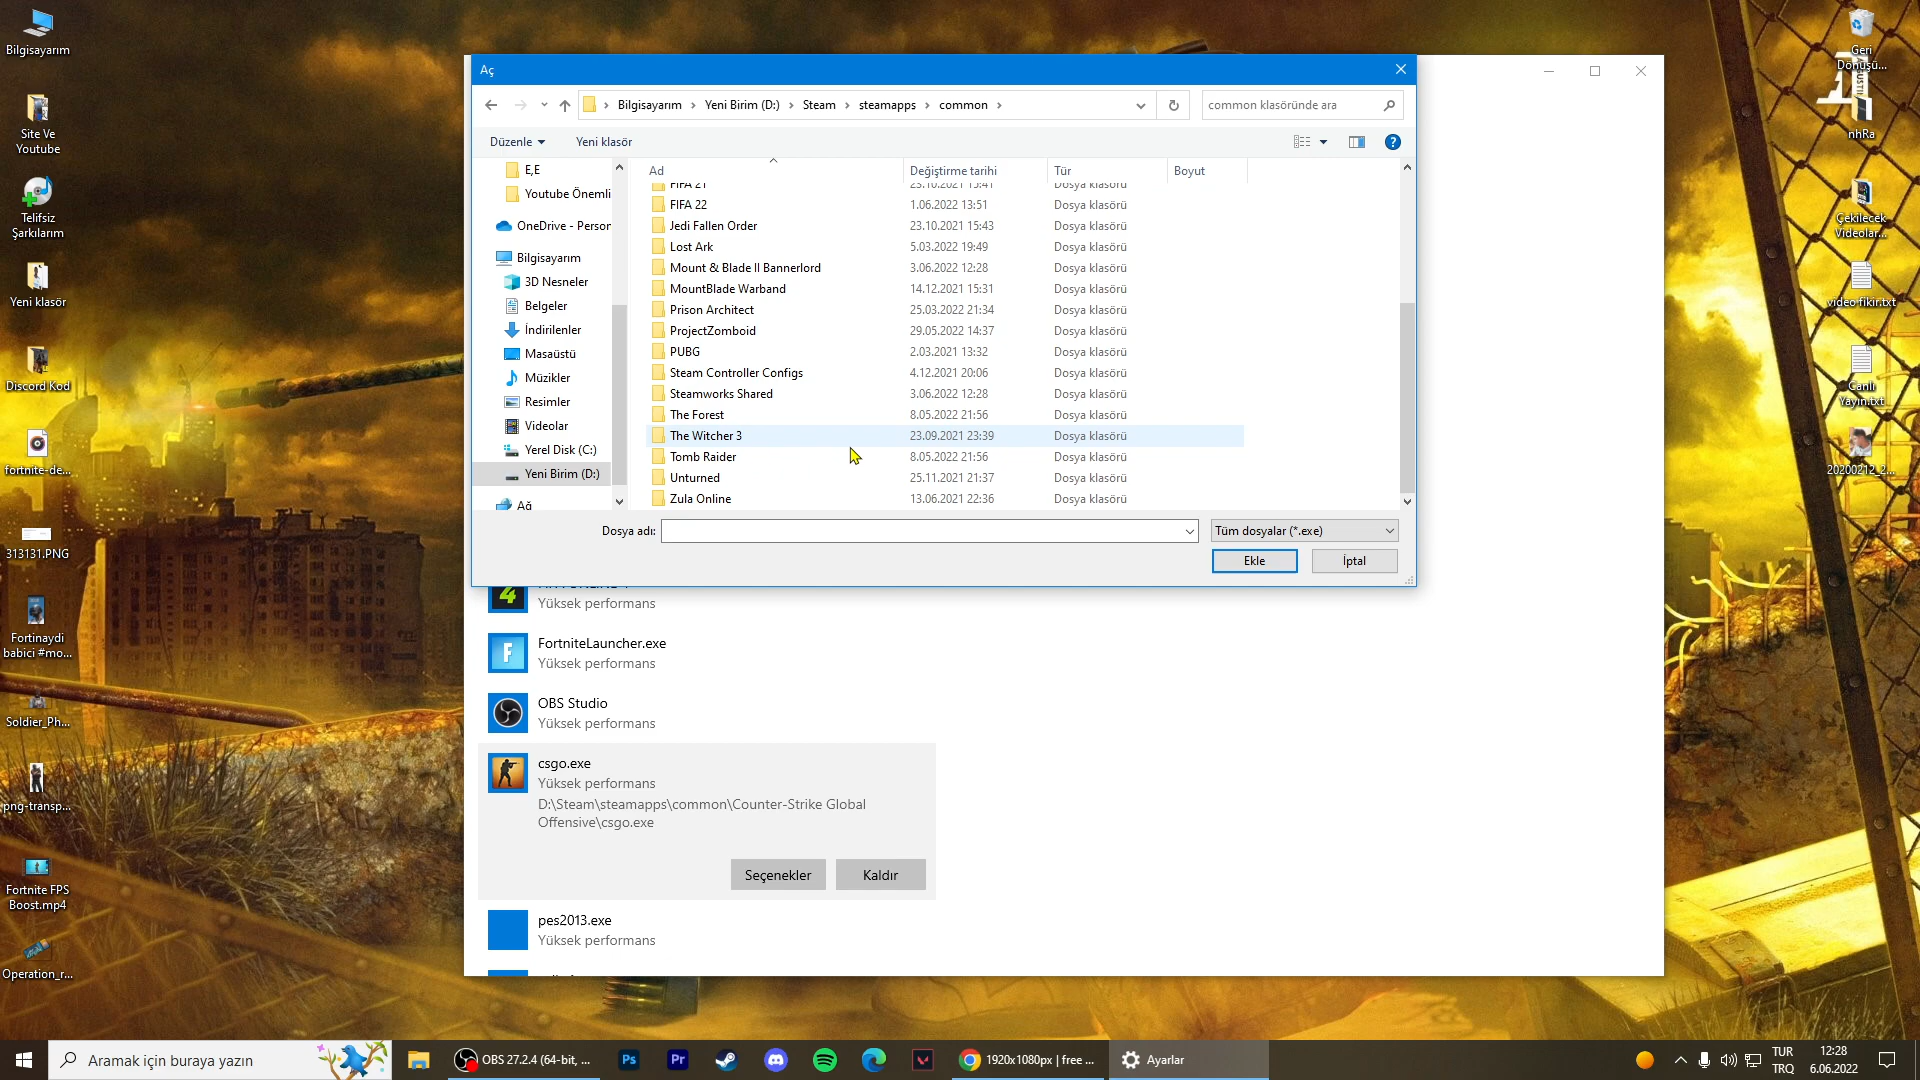 Bilgisayarım
Site Ve
Youtube
Telifsiz
Şarkılarım
Yeni klasör
Discord Kod
fortnite-de...
313131.PNG
Fortinaydi
babici #mo...
Soldier_Ph...
png-transp...
Fortnite FPS
Boost.mp4
Operation_r...
Aç
Bilgisayarım
Yeni Birim (D:)
Steam
steamapps
common
common klasöründe ara
Düzenle
Yeni klasör
E,E
Youtube Önemli
OneDrive - Person
Bilgisayarım
3D Nesneler
Belgeler
İndirilenler
Masaüstü
Müzikler
Resimler
Videolar
Yerel Disk (C:)
Yeni Birim (D:)
Ağ
Ad Değiştirme tarihi Tür Boyut
FIFA 21 23.10.2021 15:41 Dosya klasörü
FIFA 22 1.06.2022 13:51 Dosya klasörü
Jedi Fallen Order 23.10.2021 15:43 Dosya klasörü
Lost Ark 5.03.2022 19:49 Dosya klasörü
Mount & Blade II Bannerlord 3.06.2022 12:28 Dosya klasörü
MountBlade Warband 14.12.2021 15:31 Dosya klasörü
Prison Architect 25.03.2022 21:34 Dosya klasörü
ProjectZomboid 29.05.2022 14:37 Dosya klasörü
PUBG 2.03.2021 13:32 Dosya klasörü
Steam Controller Configs 4.12.2021 20:06 Dosya klasörü
Steamworks Shared 3.06.2022 12:28 Dosya klasörü
The Forest 8.05.2022 21:56 Dosya klasörü
The Witcher 3 23.09.2021 23:39 Dosya klasörü
Tomb Raider 8.05.2022 21:56 Dosya klasörü
Unturned 25.11.2021 21:37 Dosya klasörü
Zula Online 13.06.2021 22:36 Dosya klasörü
Dosya adı:
Tüm dosyalar (*.exe)
Ekle
İptal
Yüksek performans
FortniteLauncher.exe
Yüksek performans
OBS Studio
Yüksek performans
csgo.exe
Yüksek performans
D:\Steam\steamapps\common\Counter-Strike Global
Offensive\csgo.exe
Seçenekler
Kaldır
pes2013.exe
Yüksek performans
Geri
Dönüşü...
nhRa
Çekilecek
Videolar...
video fikir.txt
Canlı
Yayın.txt
20200212_2...
Aramak için buraya yazın
OBS 27.2.4 (64-bit, ...
Ps
Pr
1920x1080px | free ...
Ayarlar
TUR
TRQ
12:28
6.06.2022